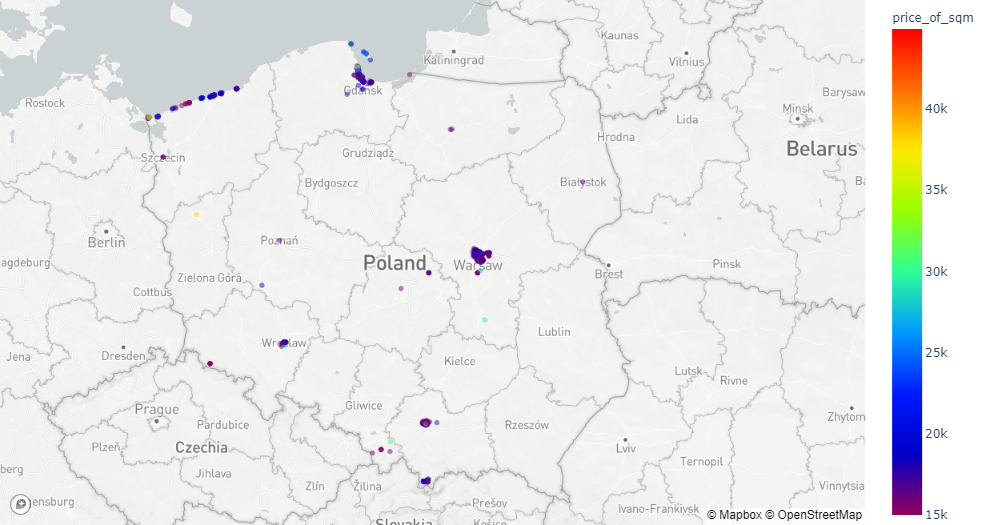 price_of_sqm
Kaunas
Kaliningrad
Vilnius
40k
Gdańsk
Barysaw
Rostock
Minsk
Lida
Hrodna
Belarus
Grudziądz
Szczecin
35k
Białystok
Bydgoszcz
Ba
Berlin
Poznań
Poland
Warsaw
Pinsk
agdeburg
Brest
30k
Zielona Góra
Cottbus
Lublin
Wrocław
25k
Jena
Dresden
Kielce
Lutsk
Rivne
Gliwice
Prague
Zhytom
Pardubice
Rzeszów
20k
Plzeň
Czechia
Lviv
Ternopil
berg
Jihlava
Zlín
Žilina
Vinnytsia
ensburg
Prešov
Ivano-Frankivsk
© Mapbox © OpenStreetMap
15k
Slovakia
Košice